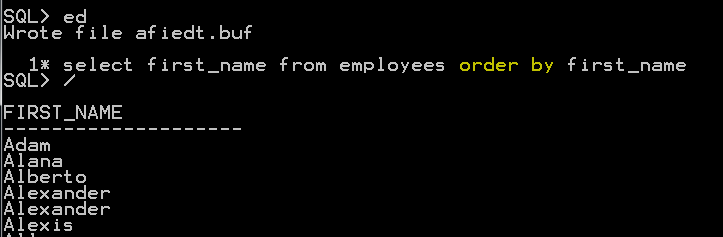 SQL> ed
Wrote file afiedt.buf
1* select first_name from employees order by first_name
SQL> /
FIRST_NAME
--------------------
Adam
Alana
Alberto
Alexander
Alexander
Alexis